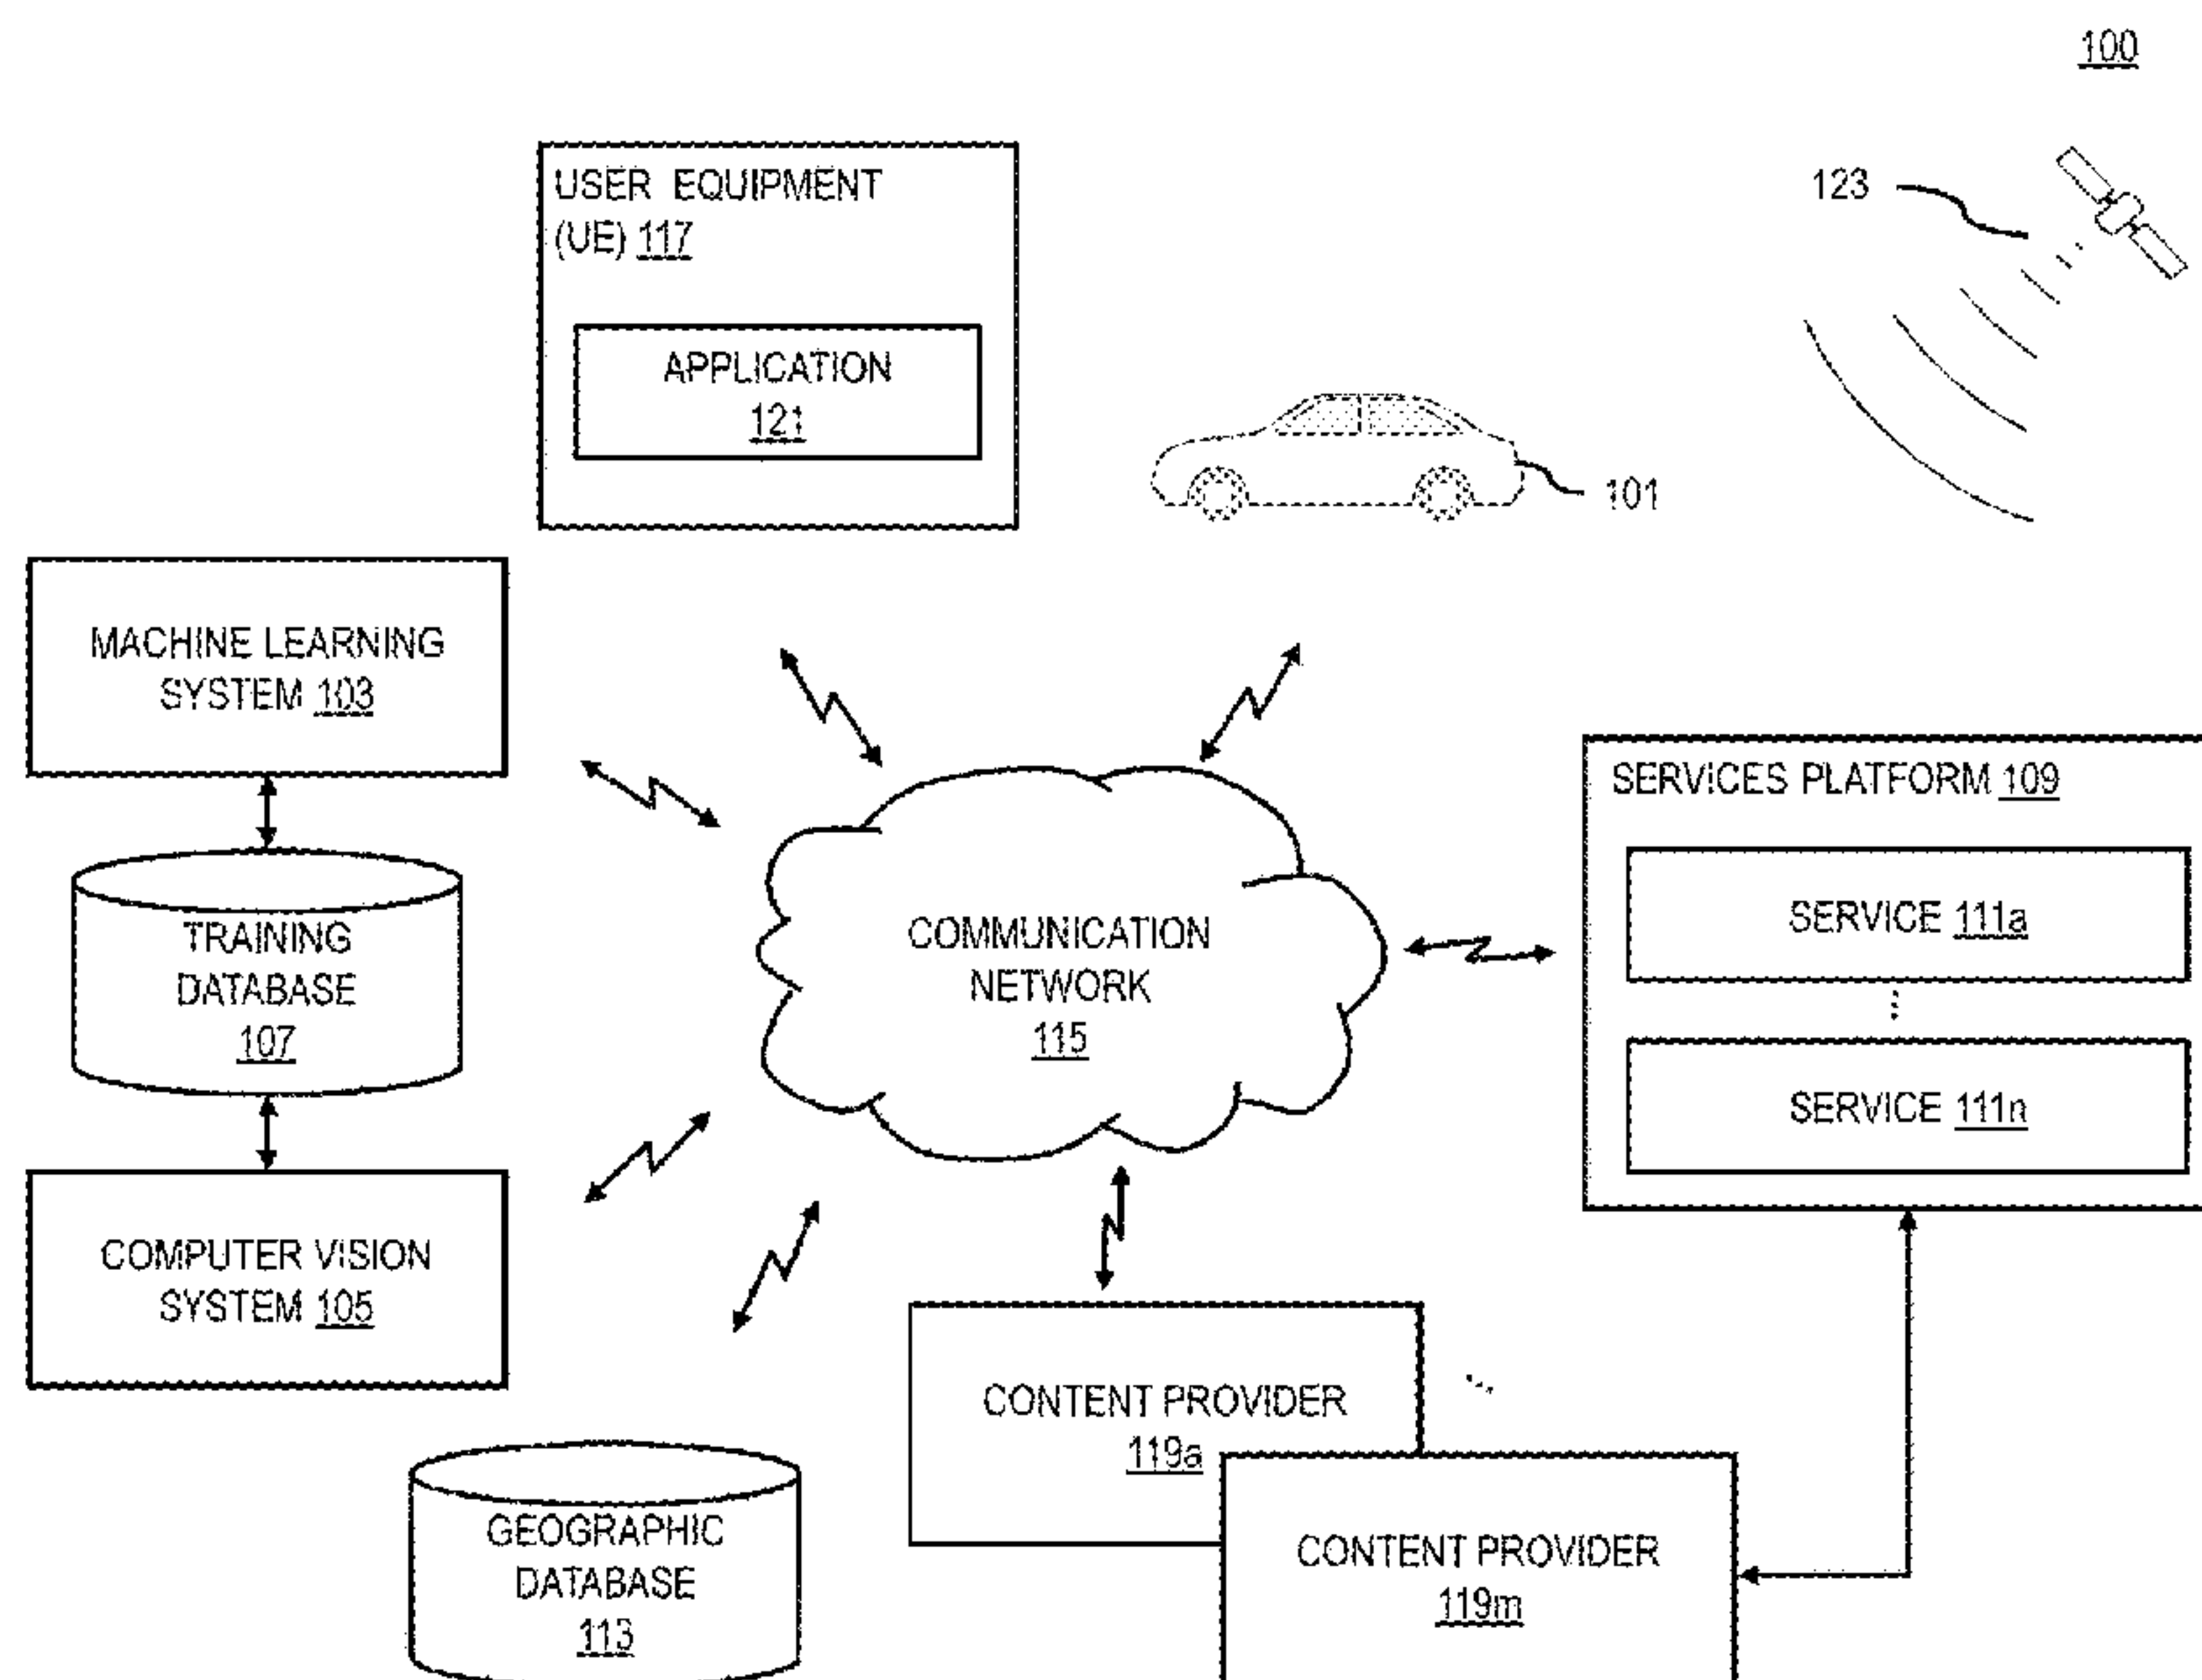 100
USER EQUIPMENT
(UE) 117
123
APPLICATION
121
101
MACHINE LEARNING
SYSTEM 103
SERVICES PLATFORM 109
SERVICE 111a
TRAINING
DATABASE
107
COMMUNICATION
NETWORK
115
SERVICE 111n
COMPUTER VISION
SYSTEM 105
CONTENT PROVIDER
119a
GEOGRAPHIC
DATABASE
113
CONTENT PROVIDER
119m